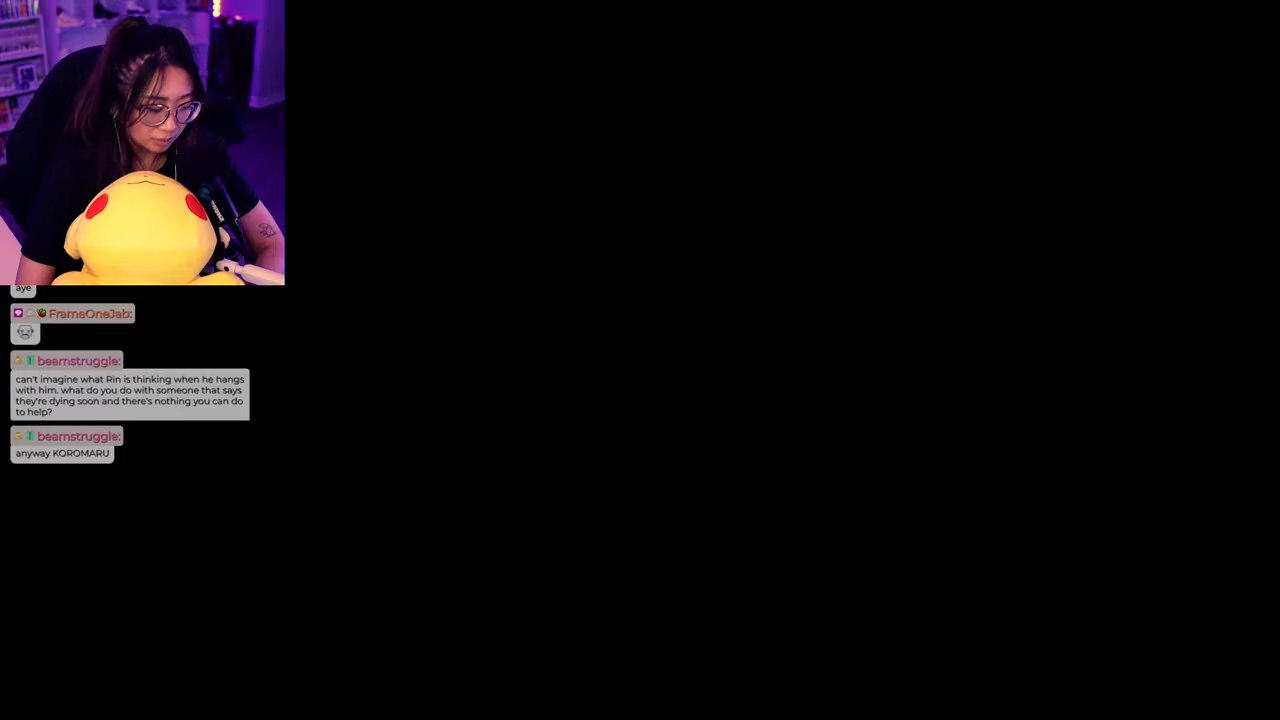 aye
FrameOneJab:
beamstruggle:
can't imagine what Rin is thinking when he hangs
with him. what do you do with someone that says
they're dying soon and there's nothing you can do
to help?
beamstruggle:
anyway KOROMARU